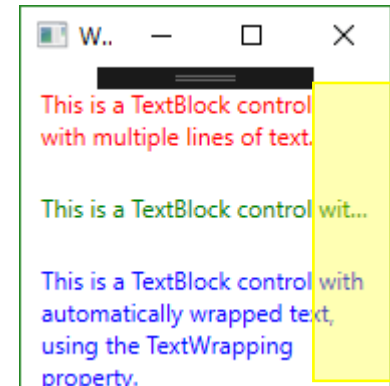 W..
This is a TextBlock control
with multiple lines of text.
This is a TextBlock control wit...
This is a TextBlock control with
automatically wrapped text,
using the TextWrapping
property.